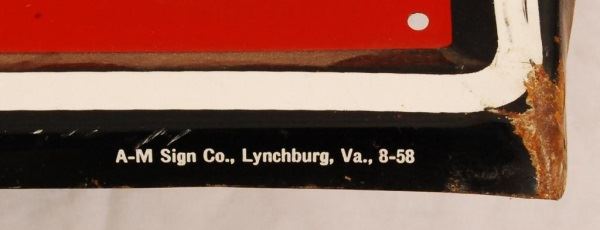 A-M Sign Co., Lynchburg, Va., 8-58